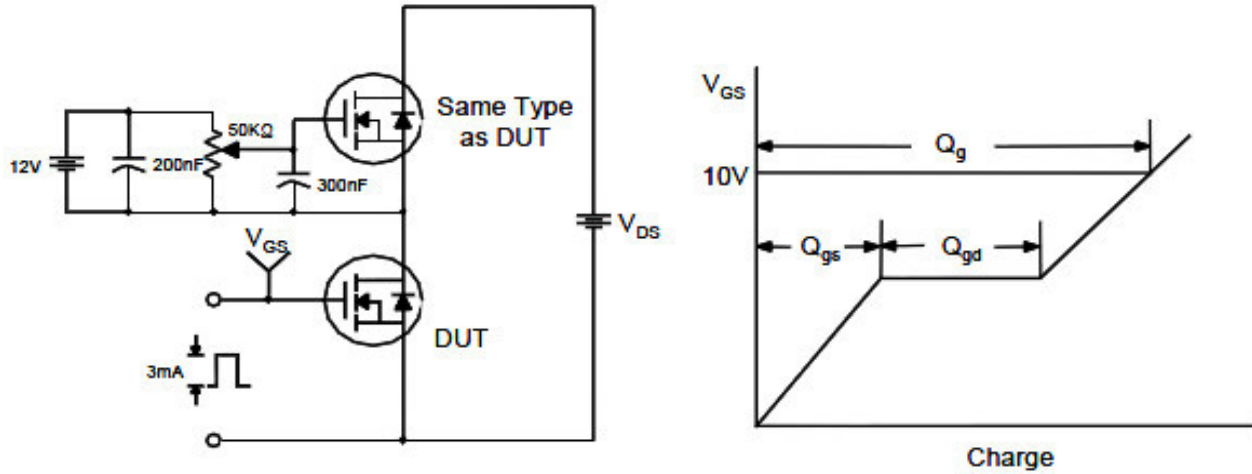 12V
200nF
50KΩ
300nF
Same Type
as DUT
V_GS
DUT
3mA
V_DS
V_GS
10V
Q_g
Q_gs
Q_gd
Charge